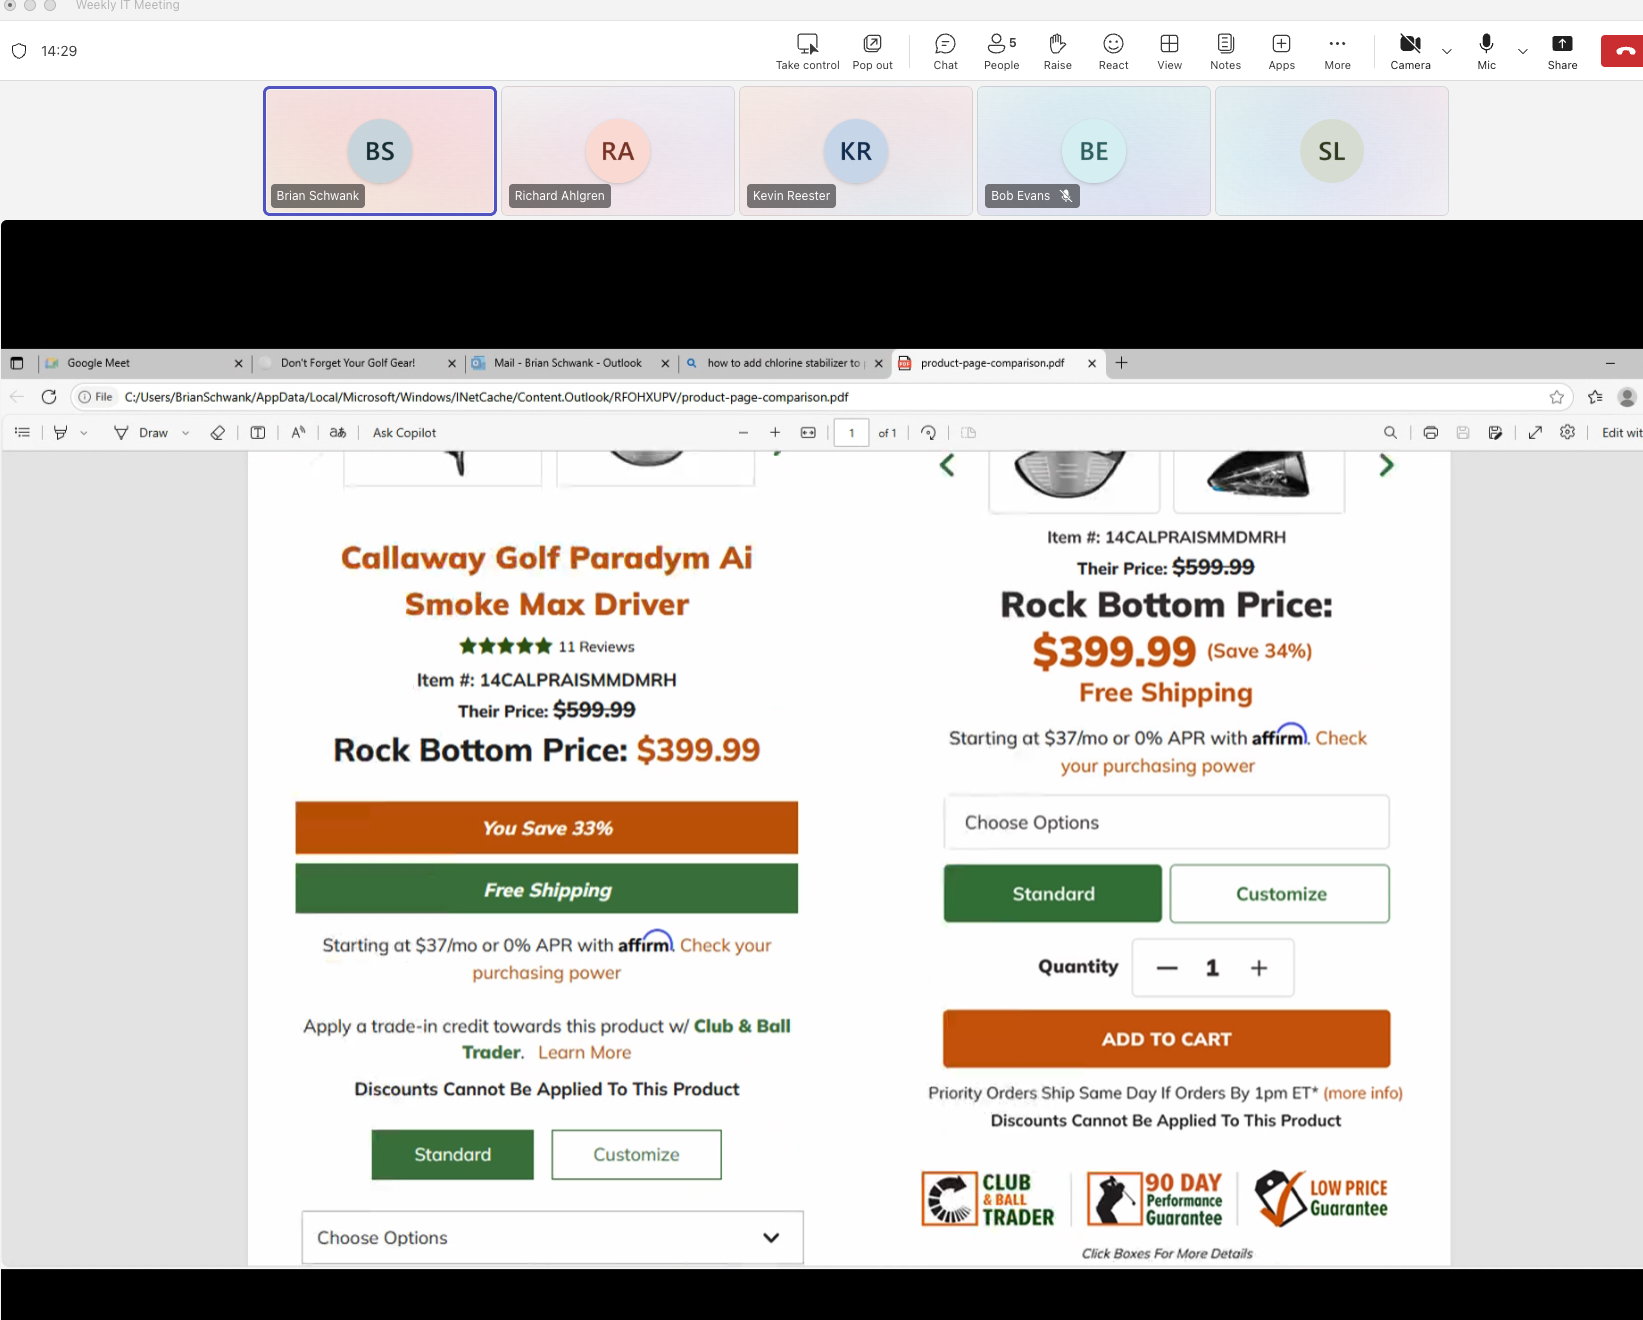 Weekly IT Meeting
14:29
Take control
Pop out
Chat
5
People
Raise
React
View
Notes
Apps
More
Camera
Mic
Share
BS
Brian Schwank
RA
Richard Ahlgren
KR
Kevin Reester
BE
Bob Evans
SL
Google Meet
Don't Forget Your Golf Gear!
Mail - Brian Schwank - Outlook
how to add chlorine stabilizer to
product-page-comparison.pdf
File
C:/Users/BrianSchwank/AppData/Local/Microsoft/Windows/INetCache/Content.Outlook/RFOHXUPV/product-page-comparison.pdf
Draw
Ask Copilot
1
of 1
Edit wit
Callaway Golf Paradym Ai
Smoke Max Driver
11 Reviews
Item #: 14CALPRAISMMDMRH
Their Price: $599.99
Rock Bottom Price: $399.99
You Save 33%
Free Shipping
Starting at $37/mo or 0% APR with affirm. Check your
purchasing power
Apply a trade-in credit towards this product w/ Club & Ball
Trader. Learn More
Discounts Cannot Be Applied To This Product
Standard
Customize
Choose Options
Item #: 14CALPRAISMMDMRH
Their Price: $599.99
Rock Bottom Price:
$399.99 (Save 34%)
Free Shipping
Starting at $37/mo or 0% APR with affirm. Check
your purchasing power
Choose Options
Standard
Customize
Quantity
1
ADD TO CART
Priority Orders Ship Same Day If Orders By 1pm ET* (more info)
Discounts Cannot Be Applied To This Product
CLUB
& BALL
TRADER
90 DAY
Performance
Guarantee
LOW PRICE
Guarantee
Click Boxes For More Details